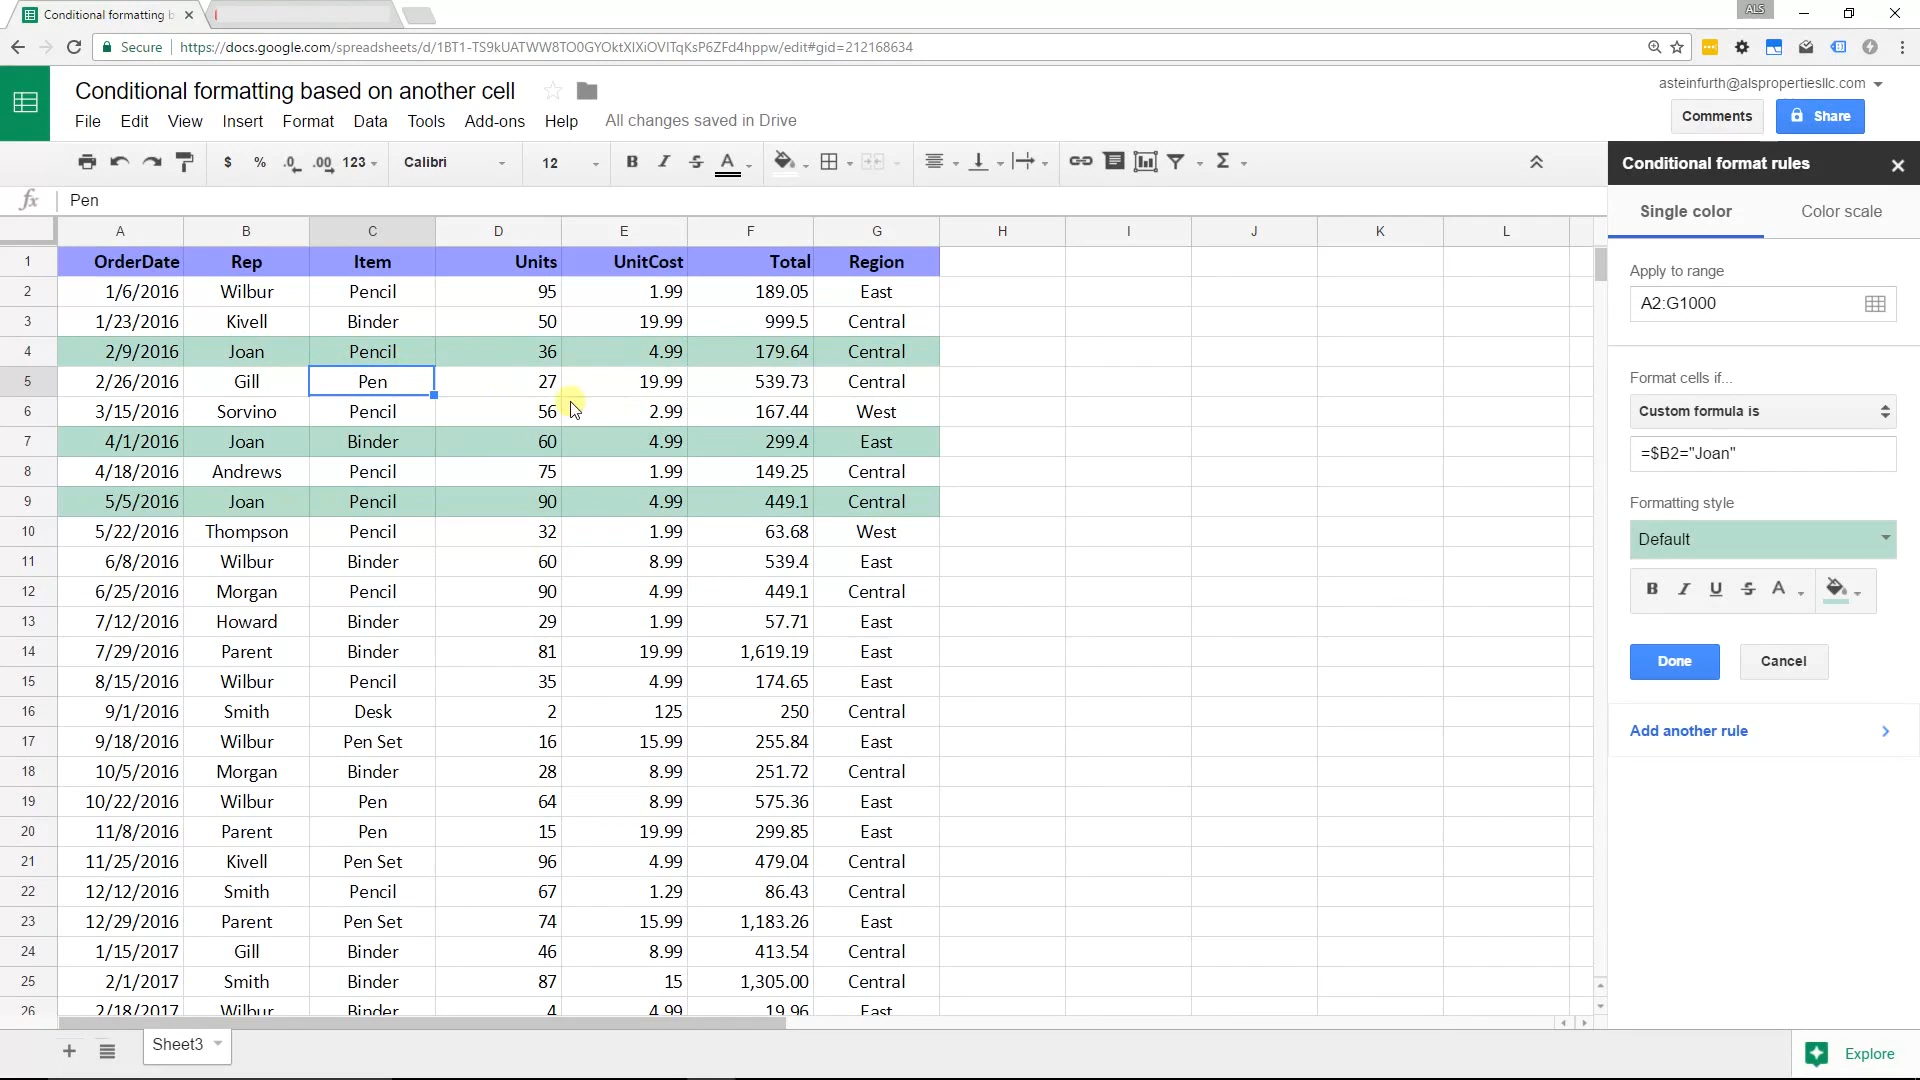 Conditional formatting b
ALS
Secure https://docs.google.com/spreadsheets/d/1BT1-TS9kUATWW8TO0GYOktXIXiOVITqKsP6ZFd4hppw/edit#gid=212168634
Conditional formatting based on another cell
asteinfurth@alspropertiesllc.com
File Edit View Insert Format Data Tools Add-ons Help All changes saved in Drive
Comments Share
$ % .0 .00 123 Calibri 12 B I S A Σ
fx Pen
A B C D E F G H I J K L
1 OrderDate Rep Item Units UnitCost Total Region
2 1/6/2016 Wilbur Pencil 95 1.99 189.05 East
3 1/23/2016 Kivell Binder 50 19.99 999.5 Central
4 2/9/2016 Joan Pencil 36 4.99 179.64 Central
5 2/26/2016 Gill Pen 27 19.99 539.73 Central
6 3/15/2016 Sorvino Pencil 56 2.99 167.44 West
7 4/1/2016 Joan Binder 60 4.99 299.4 East
8 4/18/2016 Andrews Pencil 75 1.99 149.25 Central
9 5/5/2016 Joan Pencil 90 4.99 449.1 Central
10 5/22/2016 Thompson Pencil 32 1.99 63.68 West
11 6/8/2016 Wilbur Binder 60 8.99 539.4 East
12 6/25/2016 Morgan Pencil 90 4.99 449.1 Central
13 7/12/2016 Howard Binder 29 1.99 57.71 East
14 7/29/2016 Parent Binder 81 19.99 1,619.19 East
15 8/15/2016 Wilbur Pencil 35 4.99 174.65 East
16 9/1/2016 Smith Desk 2 125 250 Central
17 9/18/2016 Wilbur Pen Set 16 15.99 255.84 East
18 10/5/2016 Morgan Binder 28 8.99 251.72 Central
19 10/22/2016 Wilbur Pen 64 8.99 575.36 East
20 11/8/2016 Parent Pen 15 19.99 299.85 East
21 11/25/2016 Kivell Pen Set 96 4.99 479.04 Central
22 12/12/2016 Smith Pencil 67 1.29 86.43 Central
23 12/29/2016 Parent Pen Set 74 15.99 1,183.26 East
24 1/15/2017 Gill Binder 46 8.99 413.54 Central
25 2/1/2017 Smith Binder 87 15 1,305.00 Central
26 2/18/2017 Wilbur Binder 4 4.99 19.96 East
Conditional format rules
Single color Color scale
Apply to range
A2:G1000
Format cells if...
Custom formula is
=$B2="Joan"
Formatting style
Default
B I U S A
Done Cancel
Add another rule
Sheet3
Explore